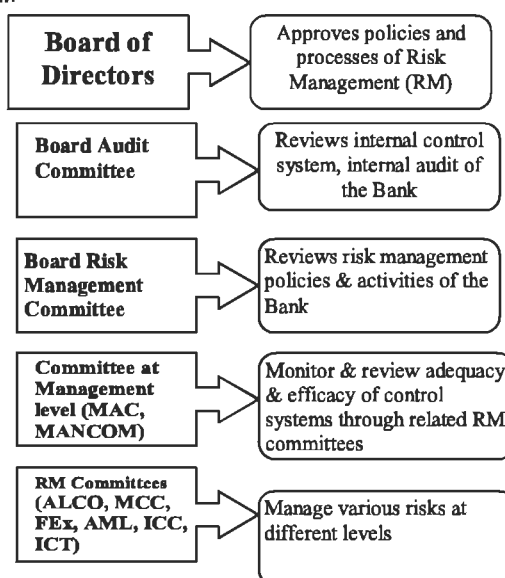 Board of
Directors
Approves policies and
processes of Risk
Management (RM)
Board Audit
Committee
Reviews internal control
system, internal audit of
the Bank
Board Risk
Management
Committee
Reviews risk management
policies & activities of the
Bank
Committee at
Management
level (MAC,
MANCOM)
Monitor & review adequacy
& efficacy of control
systems through related RM
committees
RM Committees
(ALCO, MCC,
FEx, AML, ICC,
ICT)
Manage various risks at
different levels